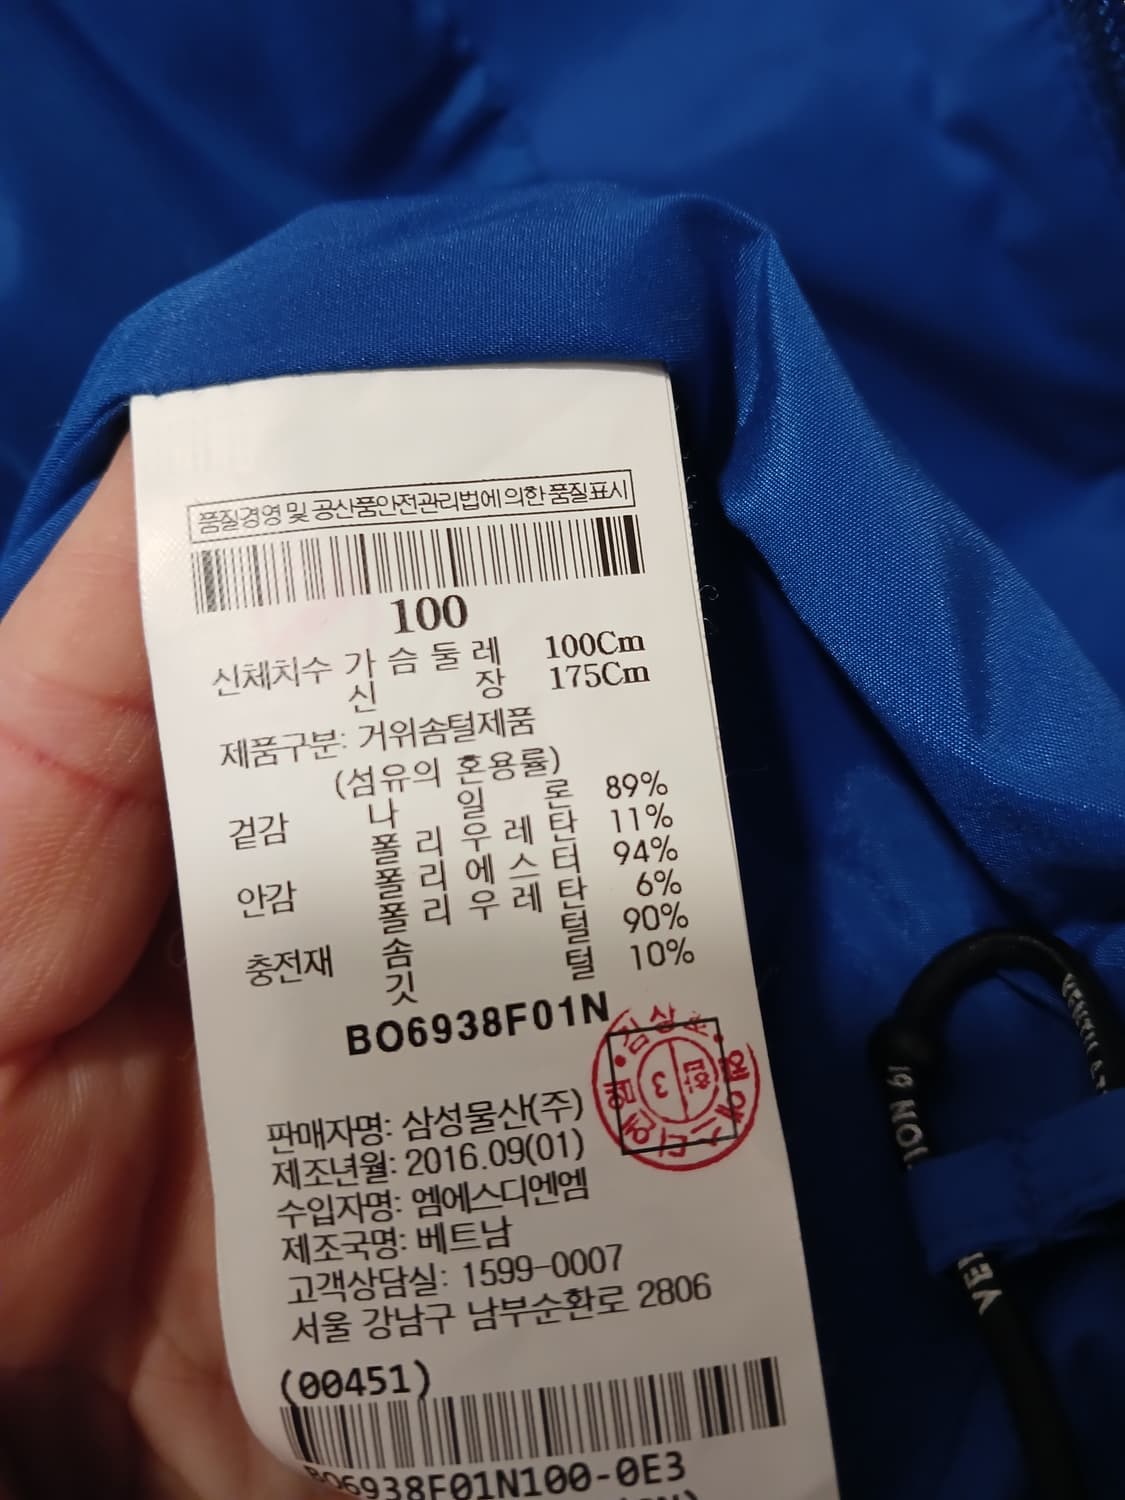 품질경영 및 공산품안전관리법에 의한 품질표시
100
신체치수 가 슴 둘 레 100Cm
신 장 175Cm
제품구분: 거위솜털제품
(섬유의 혼용률)
겉감 나 일 론 89%
폴 리 우 레 탄 11%
안감 폴 리 에 스 터 94%
폴 리 우 레 탄 6%
충전재 솜 털 90%
깃 털 10%
BO6938F01N
판매자명: 삼성물산(주)
제조년월: 2016.09(01)
수입자명: 엠에스디엔엠
제조국명: 베트남
고객상담실: 1599-0007
서울 강남구 남부순환로 2806
(00451)
BO6938F01N100-0E3
3
합